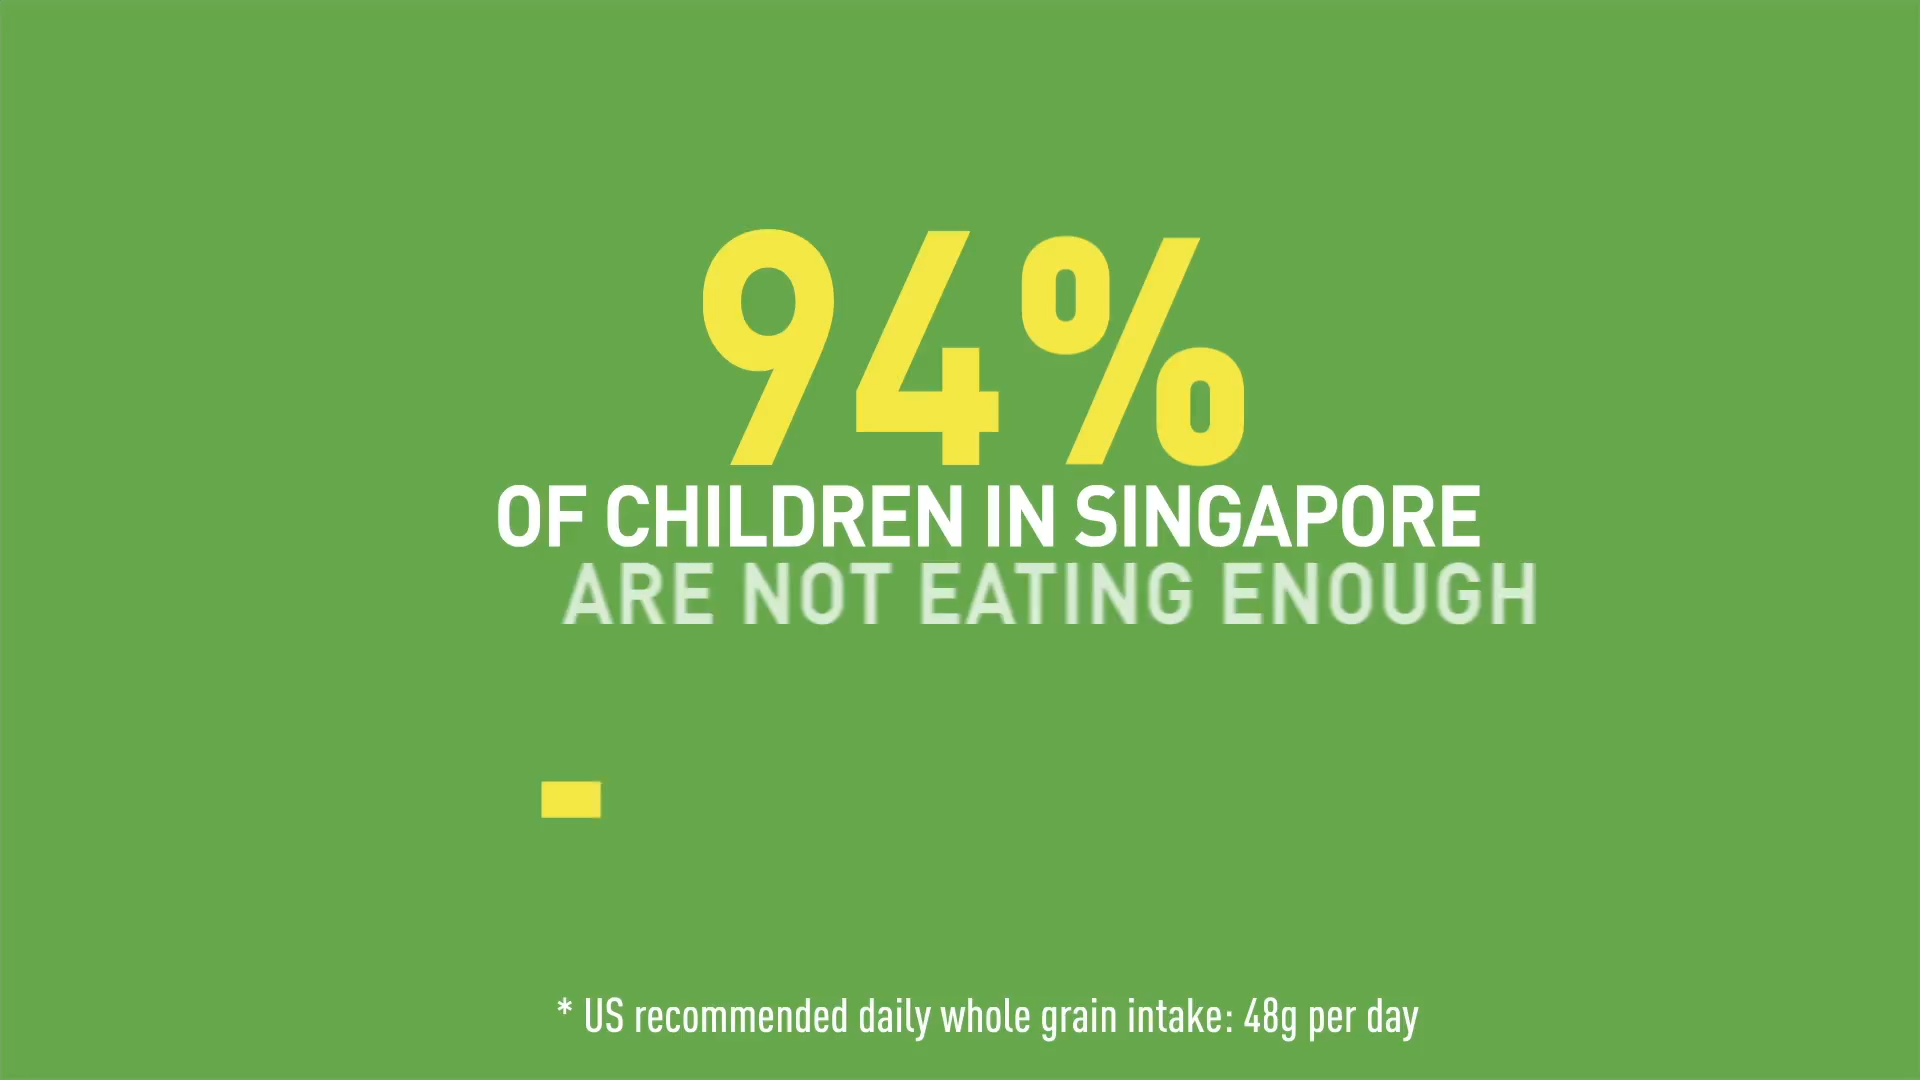 94%
OF CHILDREN IN SINGAPORE
ARE NOT EATING ENOUGH
* US recommended daily whole grain intake: 48g per day